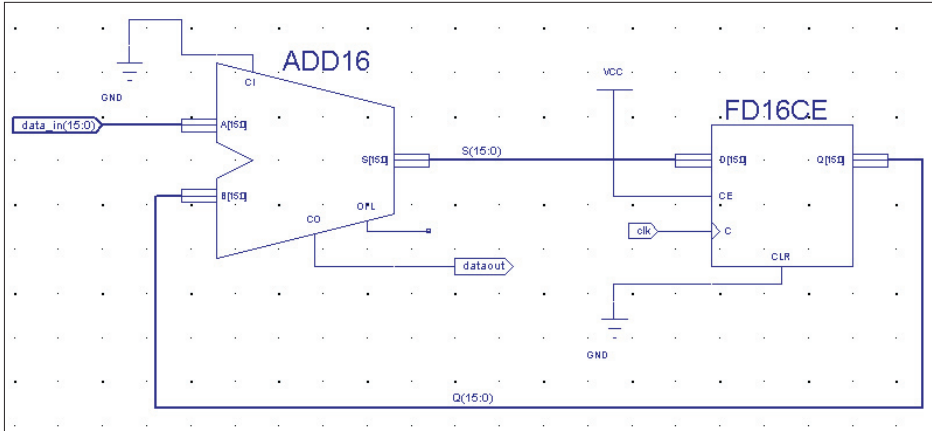 ADD16
CI
GND
data_in(15:0)
A[15:0]
S[15:0]
B[15:0]
CO
OFL
dataout
S(15:0)
VCC
FD16CE
D[15:0]
Q[15:0]
CE
clk
C
CLR
GND
Q(15:0)